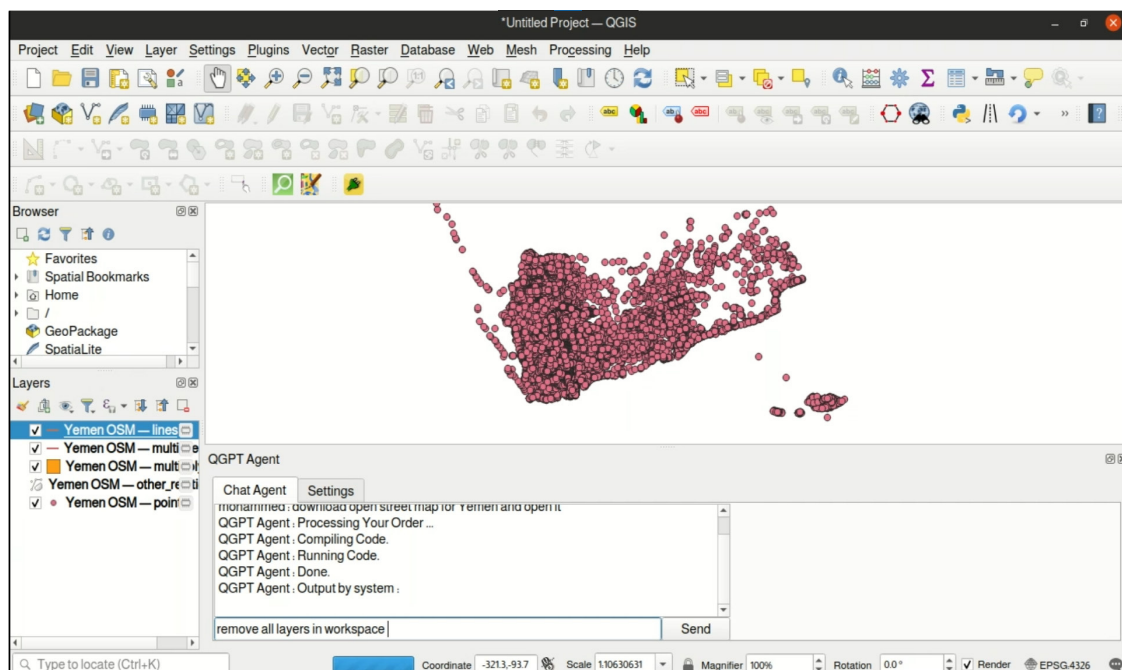 *Untitled Project — QGIS
Project Edit View Layer Settings Plugins Vector Raster Database Web Mesh Processing Help
abc abc abc
Browser
Favorites
Spatial Bookmarks
Home
/
GeoPackage
SpatiaLite
Layers
Yemen OSM — lines
Yemen OSM — multi
Yemen OSM — multi
Yemen OSM — other_re
Yemen OSM — poin
QGPT Agent
Chat Agent Settings
mohammed : download open street map for Yemen and open it
QGPT Agent : Processing Your Order ...
QGPT Agent : Compiling Code.
QGPT Agent : Running Code.
QGPT Agent : Done.
QGPT Agent : Output by system :
remove all layers in workspace
Send
Type to locate (Ctrl+K) Coordinate -321.3,-93.7 Scale 1:10630631 Magnifier 100% Rotation 0.0 ° Render EPSG:4326